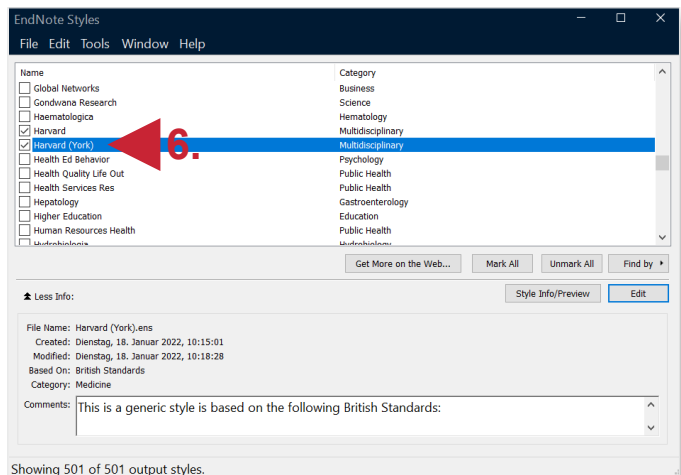 EndNote Styles
File Edit Tools Window Help
Name Category
Global Networks Business
Gondwana Research Science
Haematologica Hematology
Harvard Multidisciplinary
Harvard (York) Multidisciplinary
6.
Health Ed Behavior Psychology
Health Quality Life Out Public Health
Health Services Res Public Health
Hepatology Gastroenterology
Higher Education Education
Human Resources Health Public Health
Hydrobiologia Hydrobiology
Get More on the Web... Mark All Unmark All Find by
Less Info: Style Info/Preview Edit
File Name: Harvard (York).ens
Created: Dienstag, 18. Januar 2022, 10:15:01
Modified: Dienstag, 18. Januar 2022, 10:18:28
Based On: British Standards
Category: Medicine
Comments: This is a generic style is based on the following British Standards:
Showing 501 of 501 output styles.